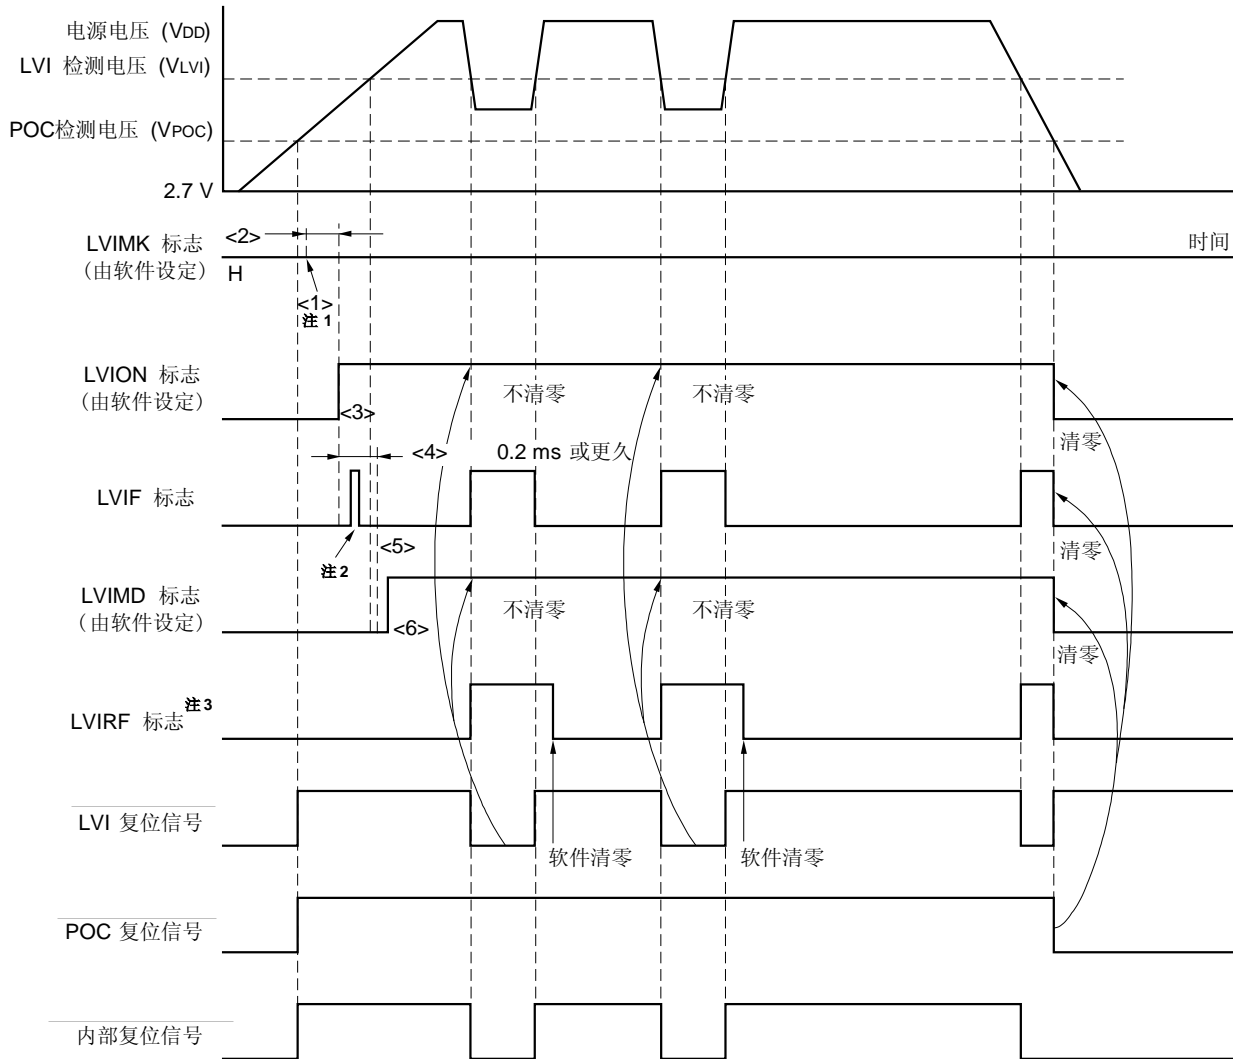 电源电压 (VDD)
LVI 检测电压 (VLVI)
POC检测电压 (VPOC)
2.7 V
<2>
时间
LVIMK 标志
（由软件设定） H
<1>
注 1
LVION 标志
（由软件设定）
不清零 不清零
<3>
清零
<4> 0.2 ms 或更久
LVIF 标志
<5> 清零
注 2
LVIMD 标志
（由软件设定）
不清零 不清零
<6>
清零
LVIRF 标志注 3
LVI 复位信号
软件清零 软件清零
POC 复位信号
内部复位信号